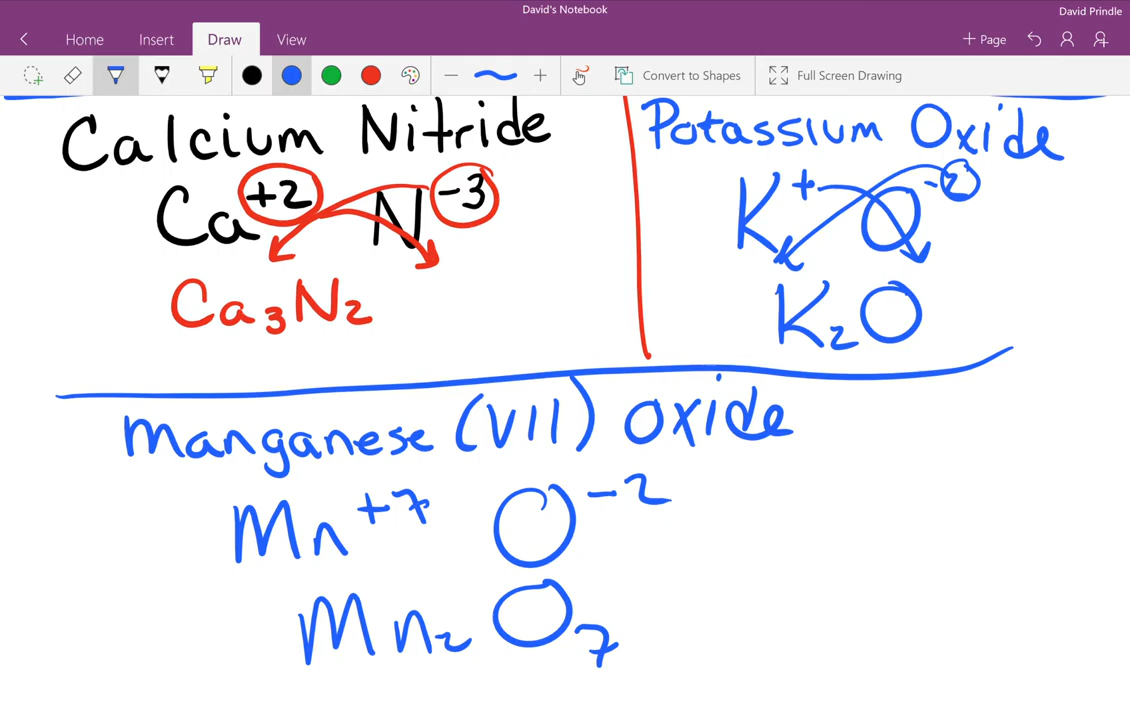 David's Notebook
David Prindle
Home Insert Draw View
+ Page
Convert to Shapes Full Screen Drawing
Calcium Nitride
Ca+2 N-3
Ca3N2
Potassium Oxide
K+ O-2
K2O
Manganese (VII) Oxide
Mn+7 O-2
Mn2O7